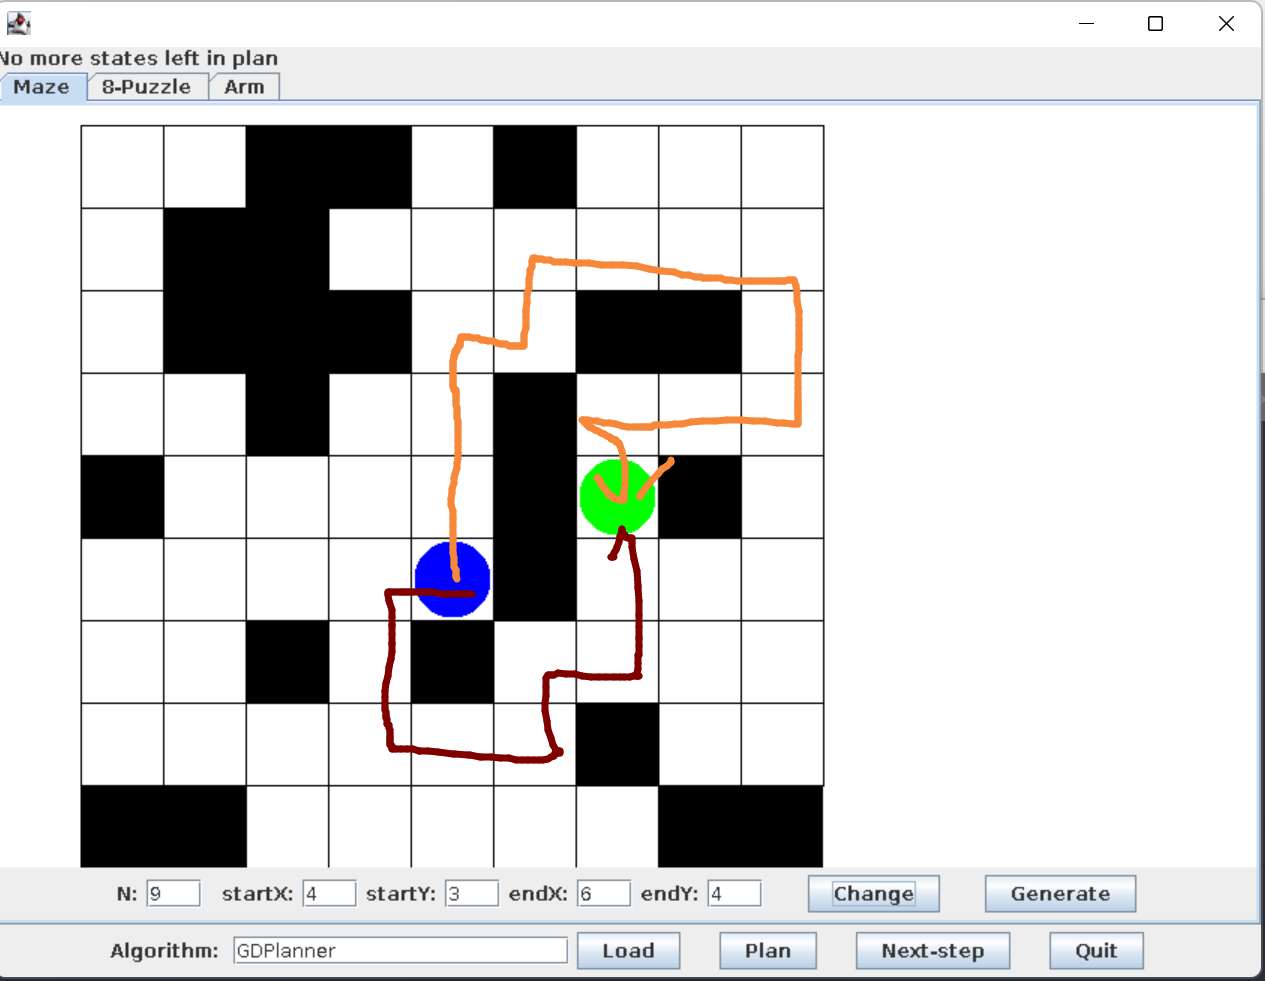 No more states left in plan
Maze 8-Puzzle Arm
N: 9 startX: 4 startY: 3 endX: 6 endY: 4 Change Generate
Algorithm: GDPlanner Load Plan Next-step Quit